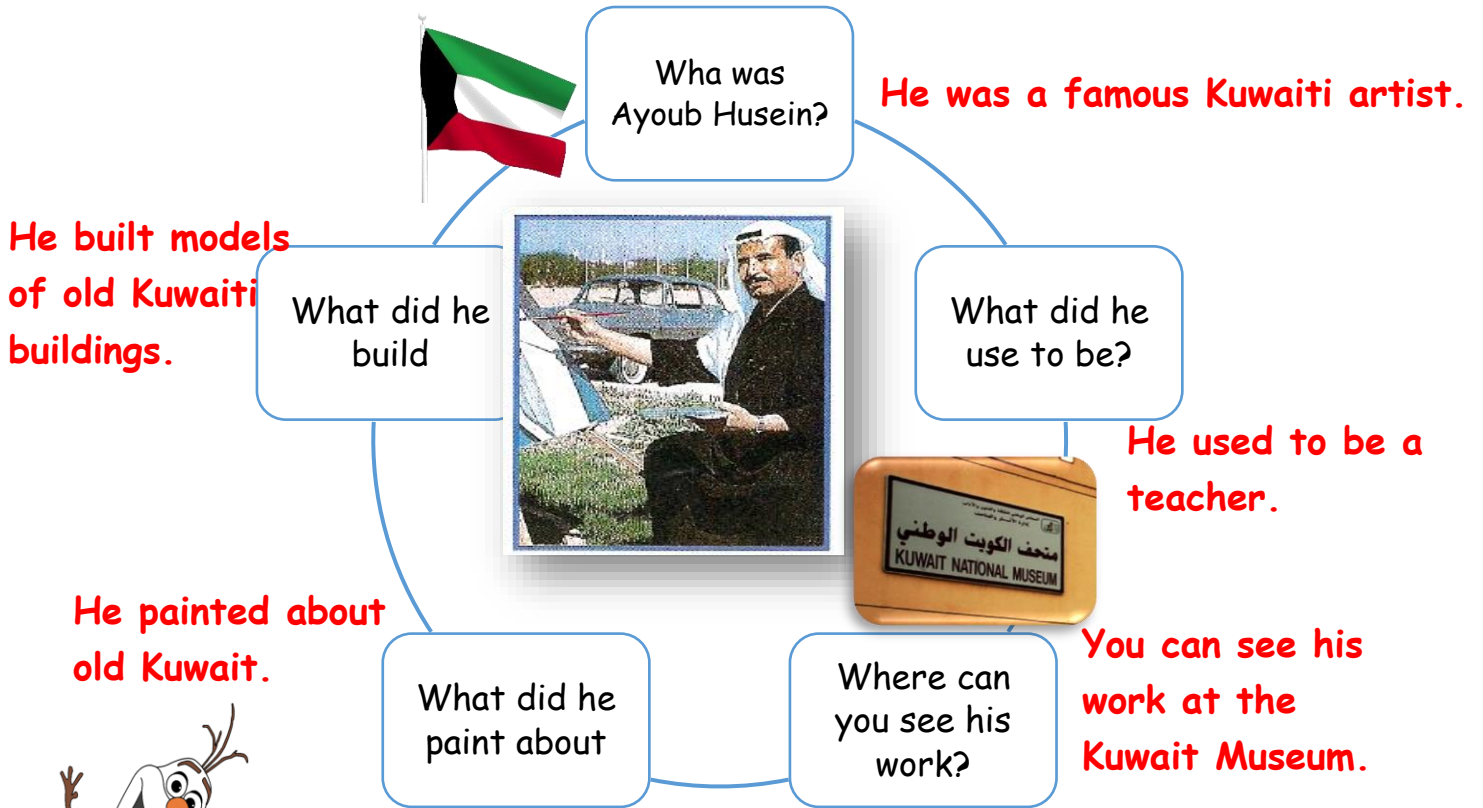 Wha was
Ayoub Husein?
He was a famous Kuwaiti artist.
What did he
use to be?
He used to be a
teacher.
متحف الكويت الوطني
KUWAIT NATIONAL MUSEUM
Where can
you see his
work?
You can see his
work at the
Kuwait Museum.
What did he
paint about
He painted about
old Kuwait.
What did he
build
He built models
of old Kuwaiti
buildings.